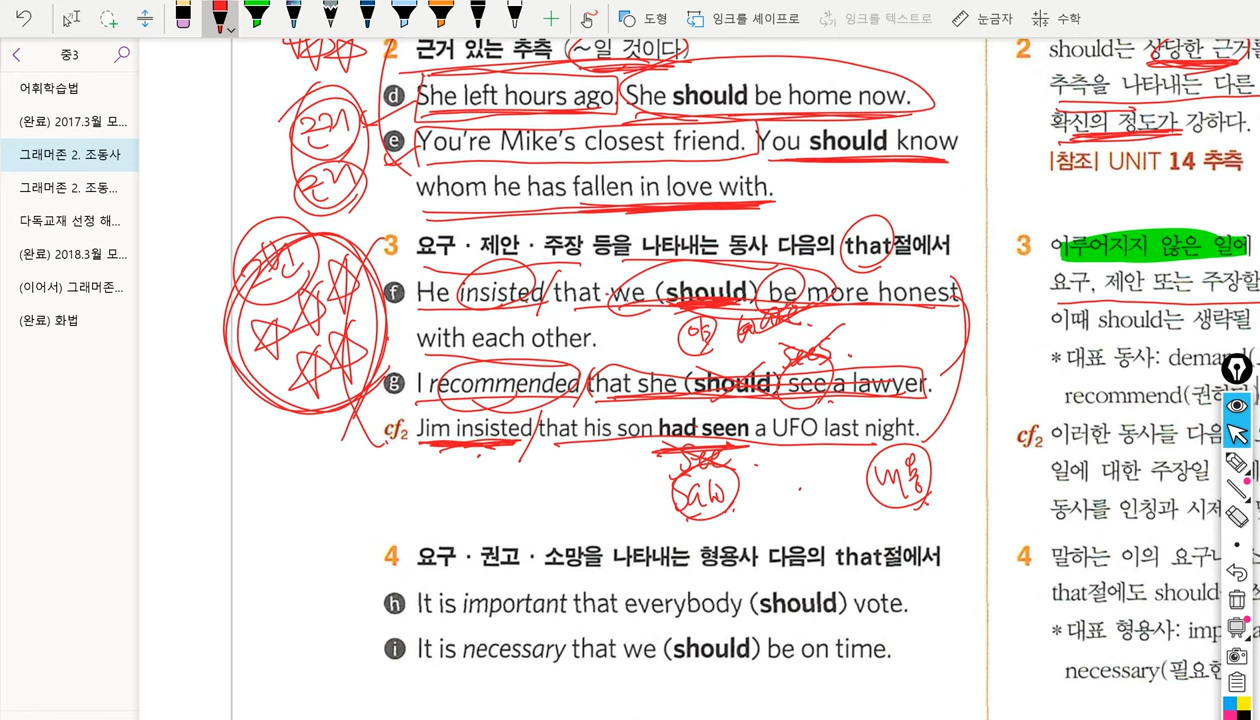 도형
잉크를 셰이프로
잉크를 텍스트로
눈금자
수학
중3
어휘학습법
(완료) 2017.3월 모...
그래머존 2. 조동사
그래머존 2. 조동...
다독교재 선정 해...
(완료) 2018.3월 모...
(이어서) 그래머존...
(완료) 화법
2 근거 있는 추측 (~일 것이다)
d She left hours ago. She should be home now.
e You're Mike's closest friend. You should know
whom he has fallen in love with.
근거
근거
3 요구·제안·주장 등을 나타내는 동사 다음의 that절에서
f He insisted that we (should) be more honest
with each other.
g I recommended that she (should) see a lawyer.
cf2 Jim insisted that his son had seen a UFO last night.
sees
see
saw
내용
4 요구·권고·소망을 나타내는 형용사 다음의 that절에서
h It is important that everybody (should) vote.
i It is necessary that we (should) be on time.
2 should는 상당한 근거를
추측을 나타내는 다른
확신의 정도가 강하다.
|참조| UNIT 14 추측
3 이루어지지 않은 일에
요구, 제안 또는 주장할
이때 should는 생략될
* 대표 동사: demand(
recommend(권하
cf2 이러한 동사들 다음
일에 대한 주장일
동사를 인칭과 시제
4 말하는 이의 요구나
that절에도 should
* 대표 형용사: imp
necessary(필요한